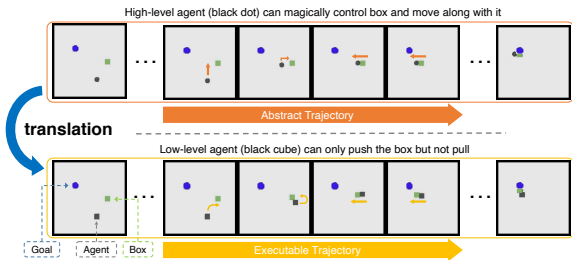 High-level agent (black dot) can magically control box and move along with it
Abstract Trajectory
translation
Low-level agent (black cube) can only push the box but not pull
Goal
Agent
Box
Executable Trajectory